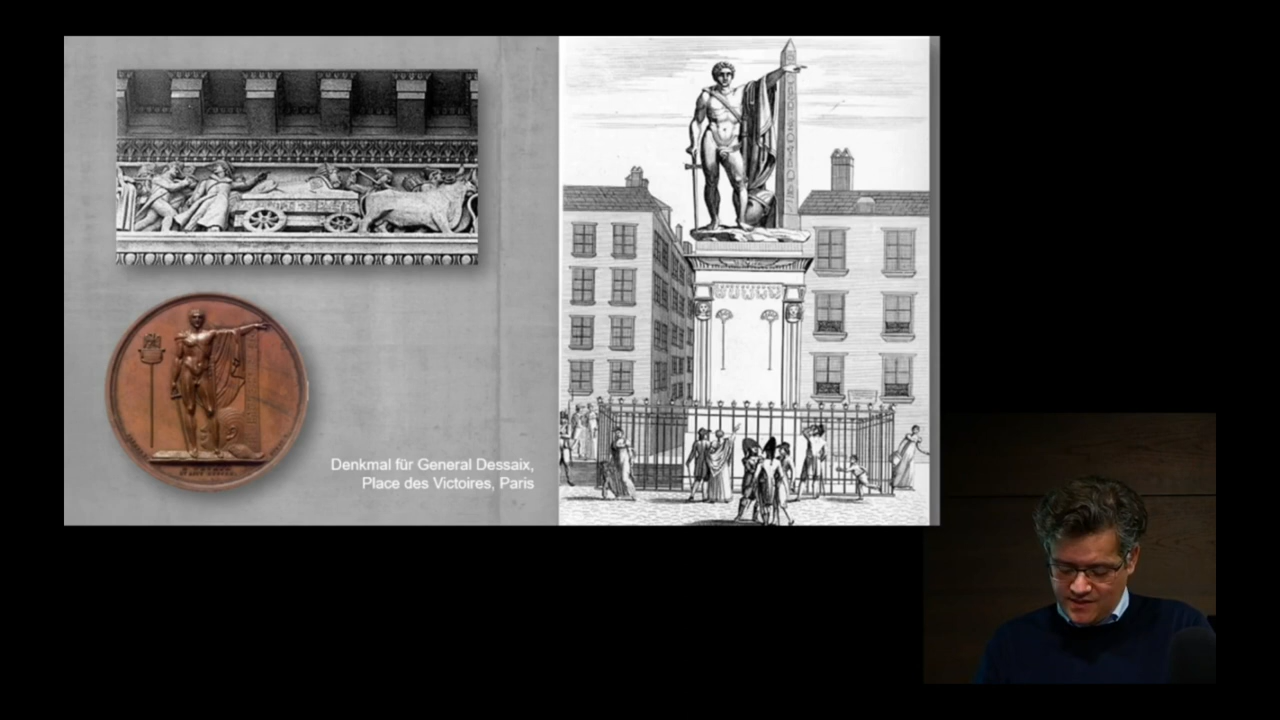 Denkmal für General Dessaix,
Place des Victoires, Paris